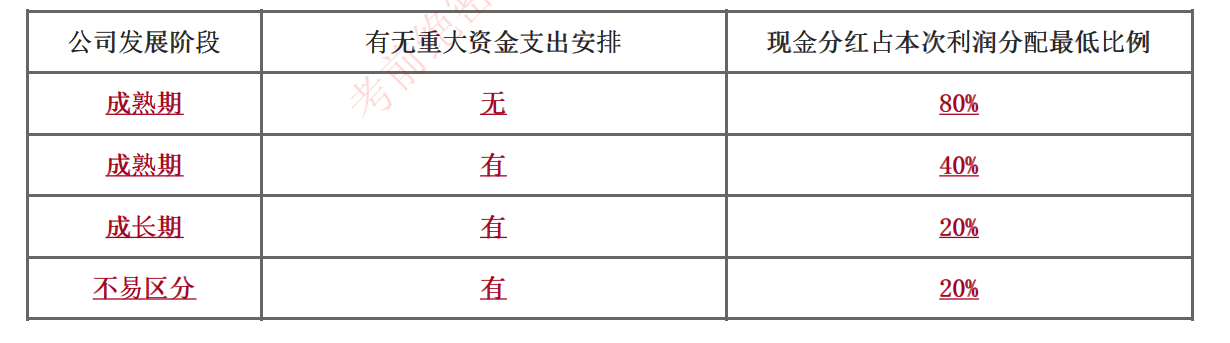 考前绝密
公司发展阶段 有无重大资金支出安排 现金分红占本次利润分配最低比例
成熟期 无 80%
成熟期 有 40%
成长期 有 20%
不易区分 有 20%